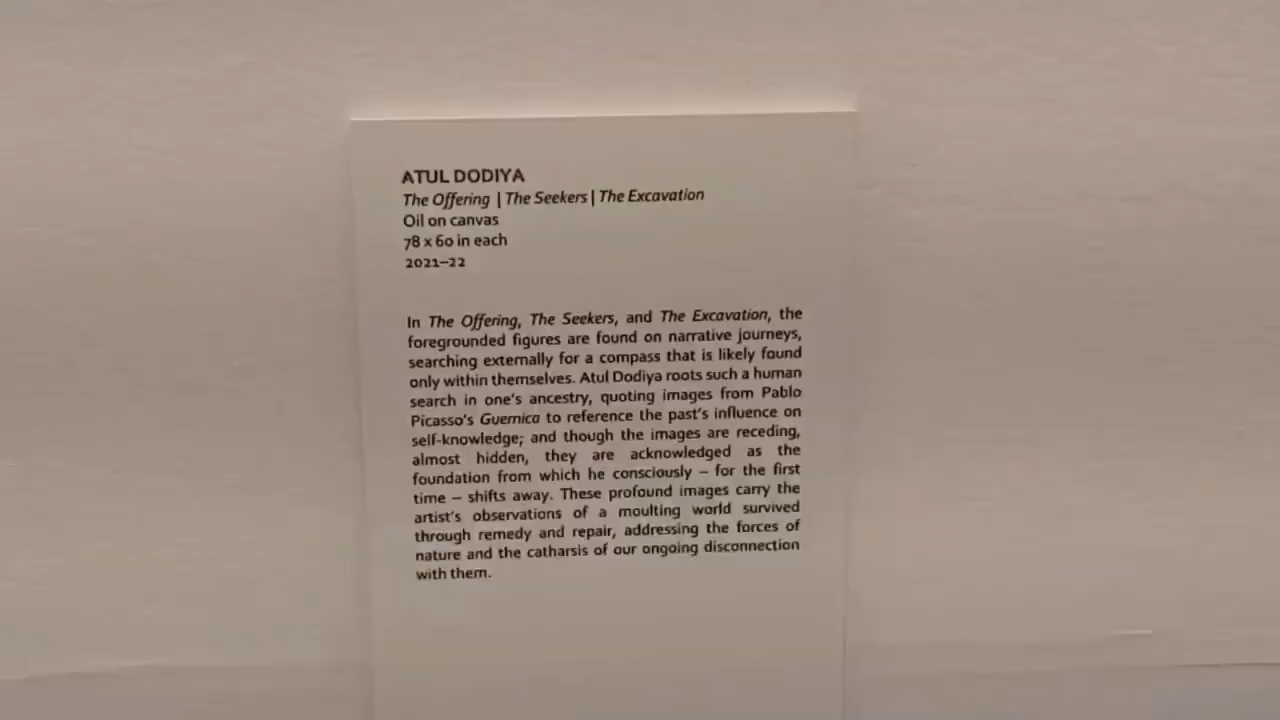 ATUL DODIYA
The Offering | The Seekers | The Excavation
Oil on canvas
78 x 60 in each
2021–22
In The Offering, The Seekers, and The Excavation, the
foregrounded figures are found on narrative journeys,
searching externally for a compass that is likely found
only within themselves. Atul Dodiya roots such a human
search in one's ancestry, quoting images from Pablo
Picasso's Guernica to reference the past's influence on
self-knowledge; and though the images are receding,
almost hidden, they are acknowledged as the
foundation from which he consciously – for the first
time – shifts away. These profound images carry the
artist's observations of a moulting world survived
through remedy and repair, addressing the forces of
nature and the catharsis of our ongoing disconnection
with them.